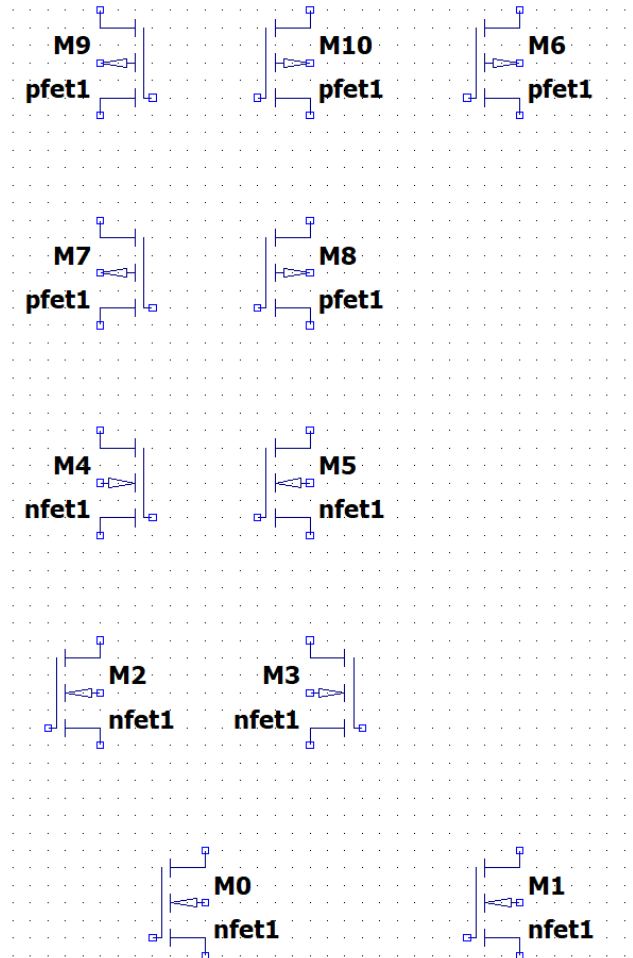 M9
pfet1
M10
pfet1
M6
pfet1
M7
pfet1
M8
pfet1
M4
nfet1
M5
nfet1
M2
nfet1
M3
nfet1
M0
nfet1
M1
nfet1